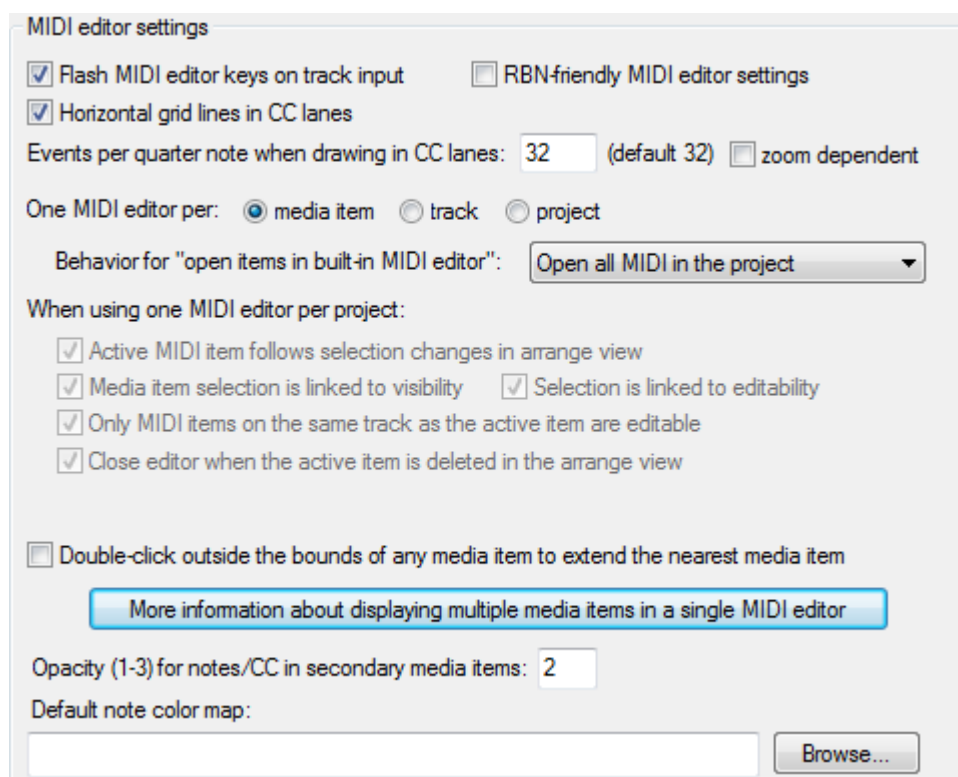 MIDI editor settings
Flash MIDI editor keys on track input RBN-friendly MIDI editor settings
Horizontal grid lines in CC lanes
Events per quarter note when drawing in CC lanes: 32 (default 32) zoom dependent
One MIDI editor per: media item track project
Behavior for "open items in built-in MIDI editor": Open all MIDI in the project
When using one MIDI editor per project:
Active MIDI item follows selection changes in arrange view
Media item selection is linked to visibility Selection is linked to editability
Only MIDI items on the same track as the active item are editable
Close editor when the active item is deleted in the arrange view
Double-click outside the bounds of any media item to extend the nearest media item
More information about displaying multiple media items in a single MIDI editor
Opacity (1-3) for notes/CC in secondary media items: 2
Default note color map:
Browse...